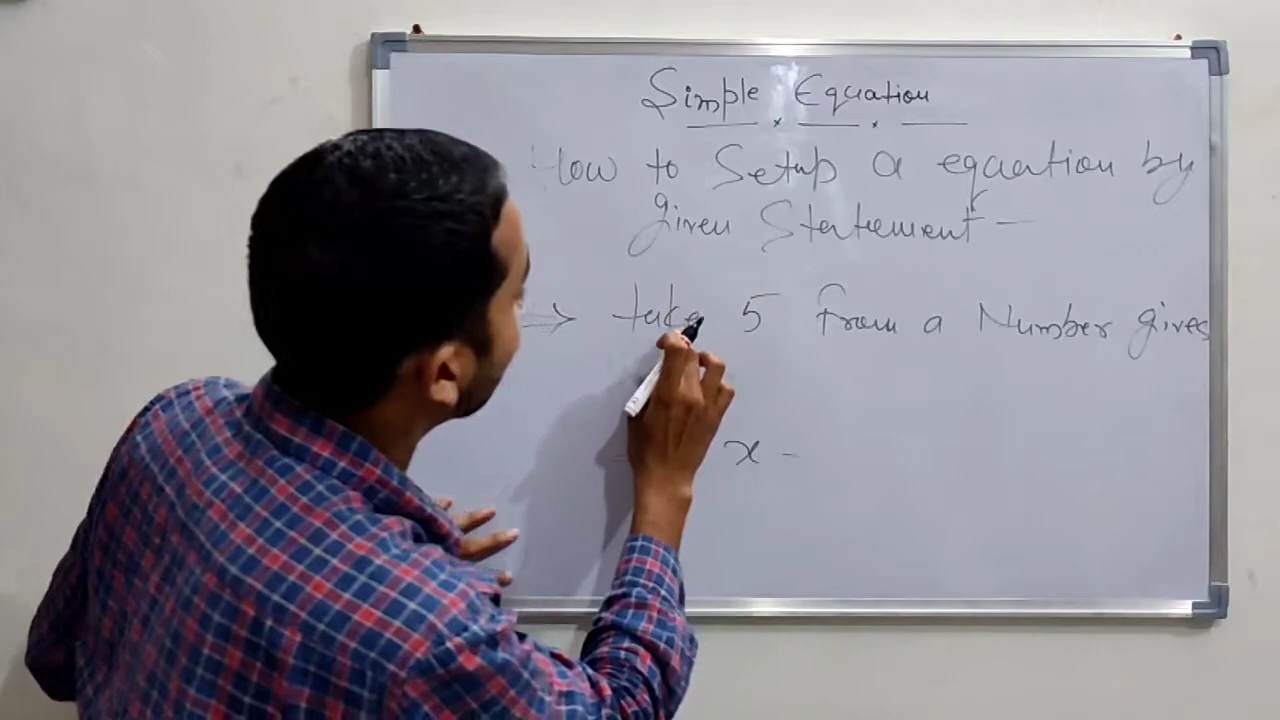 Simple Equation
How to Setup a equation by
given Statement -
→ take 5 from a Number gives
x -